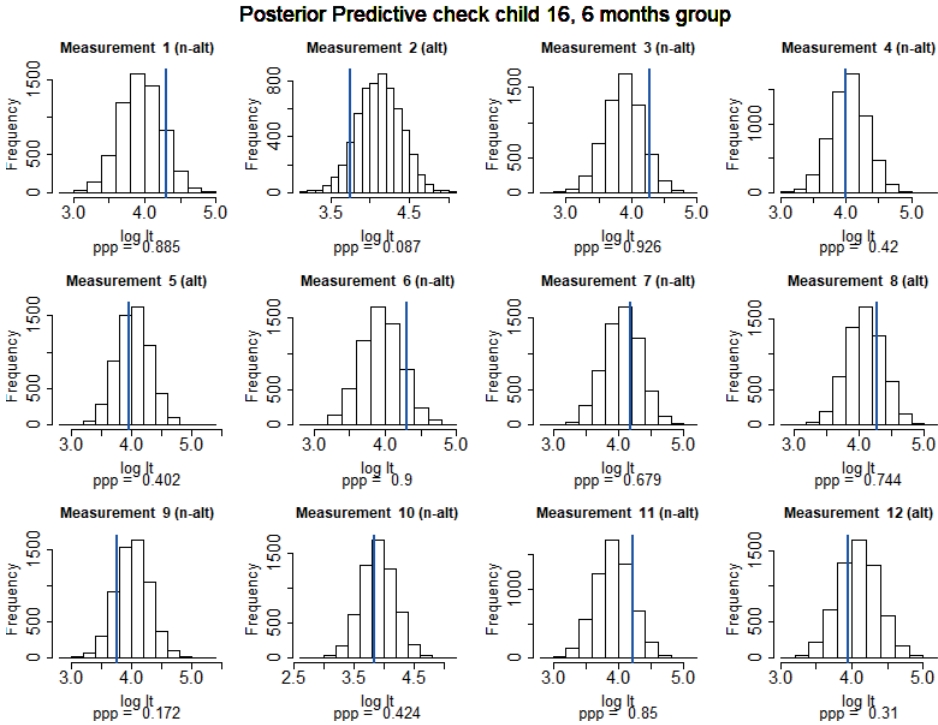 Posterior Predictive check child 16, 6 months group
Measurement 1 (n-alt)
Frequency
0 500 1500
3.0 4.0 5.0
log lt
ppp = 0.885
Measurement 2 (alt)
Frequency
0 400 800
3.5 4.5
log lt
ppp = 0.087
Measurement 3 (n-alt)
Frequency
0 500 1500
3.0 4.0 5.0
log lt
ppp = 0.926
Measurement 4 (n-alt)
Frequency
0 1000
3.0 4.0 5.0
log lt
ppp = 0.42
Measurement 5 (alt)
Frequency
0 500 1500
3.0 4.0 5.0
log lt
ppp = 0.402
Measurement 6 (n-alt)
Frequency
0 500 1500
3.0 4.0 5.0
log lt
ppp = 0.9
Measurement 7 (n-alt)
Frequency
0 500 1500
3.0 4.0 5.0
log lt
ppp = 0.679
Measurement 8 (alt)
Frequency
0 500 1500
3.0 4.0 5.0
log lt
ppp = 0.744
Measurement 9 (n-alt)
Frequency
0 500 1500
3.0 4.0 5.0
log lt
ppp = 0.172
Measurement 10 (n-alt)
Frequency
0 500 1500
2.5 3.5 4.5
log lt
ppp = 0.424
Measurement 11 (n-alt)
Frequency
0 1000
3.0 4.0 5.0
log lt
ppp = 0.85
Measurement 12 (alt)
Frequency
0 500 1500
3.0 4.0 5.0
log lt
ppp = 0.31